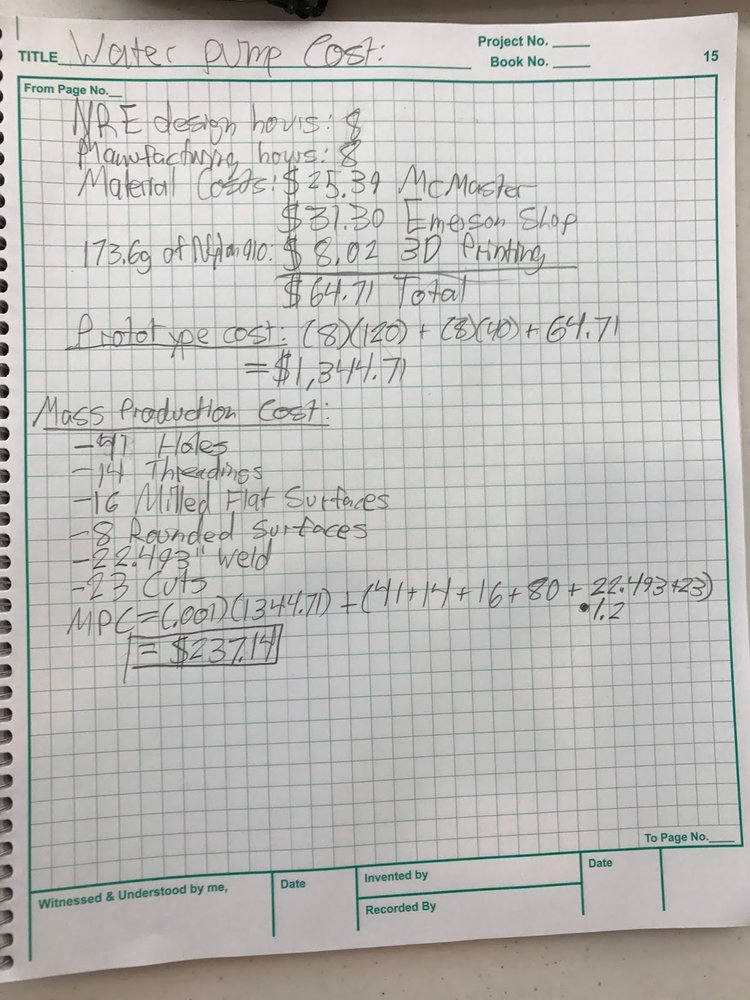 TITLE Water pump Cost:
Project No.
Book No.
15
From Page No.
NRE design hours: 8
Manufacturing hours: 8
Material Costs: $25.39 McMaster
$31.30 Emerson Shop
173.6g of Nylon 910: $ 8.02 3D Printing
$64.71 Total
Prototype cost: (8)(120) + (8)(40) + 64.71
= $1,344.71
Mass Production Cost:
-41 Holes
-14 Threadings
-16 Milled Flat Surfaces
-8 Rounded Surfaces
-22.493" Weld
-23 Cuts
MPC = (.001)(1344.71) + (41+14+16+80+22.493+23)
•1.2
= $237.14
To Page No.
Witnessed & Understood by me,
Date
Invented by
Date
Recorded By